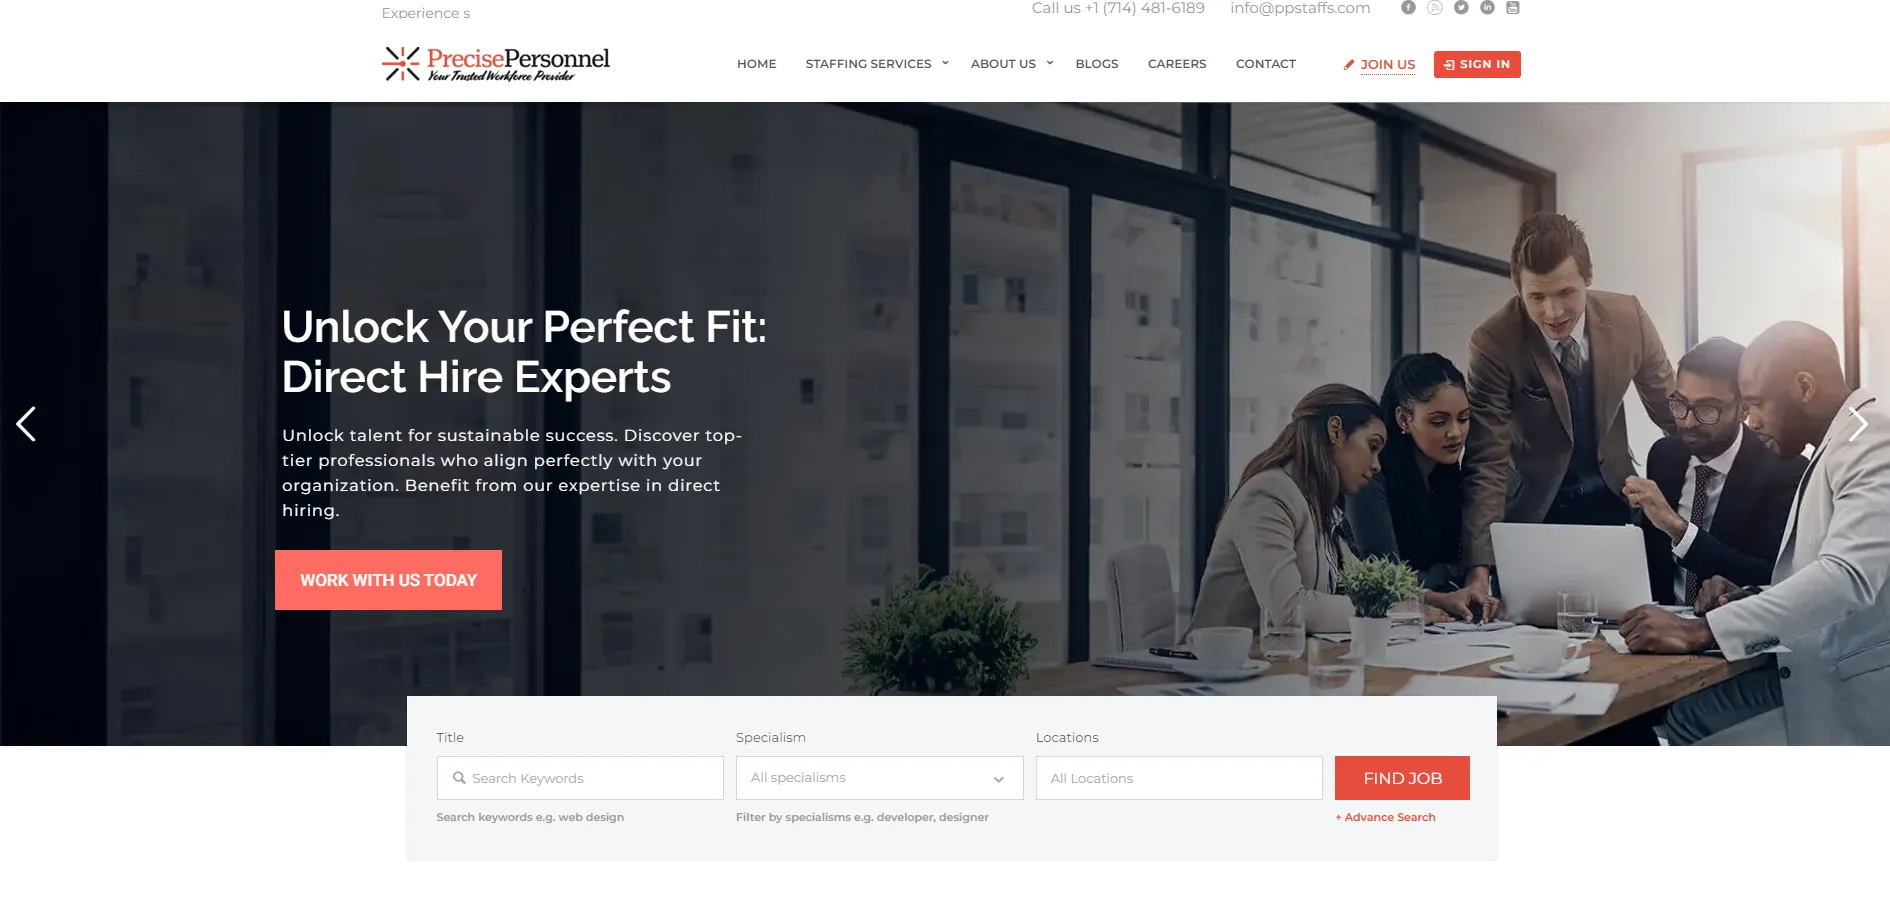 Experience s
Call us +1 (714) 481-6189 info@ppstaffs.com
PrecisePersonnel
Your Trusted Workforce Provider
HOME STAFFING SERVICES ABOUT US BLOGS CAREERS CONTACT JOIN US SIGN IN
Unlock Your Perfect Fit:
Direct Hire Experts
Unlock talent for sustainable success. Discover top-
tier professionals who align perfectly with your
organization. Benefit from our expertise in direct
hiring.
WORK WITH US TODAY
Title Specialism Locations
Search Keywords All specialisms All Locations FIND JOB
Search keywords e.g. web design Filter by specialisms e.g. developer, designer + Advance Search